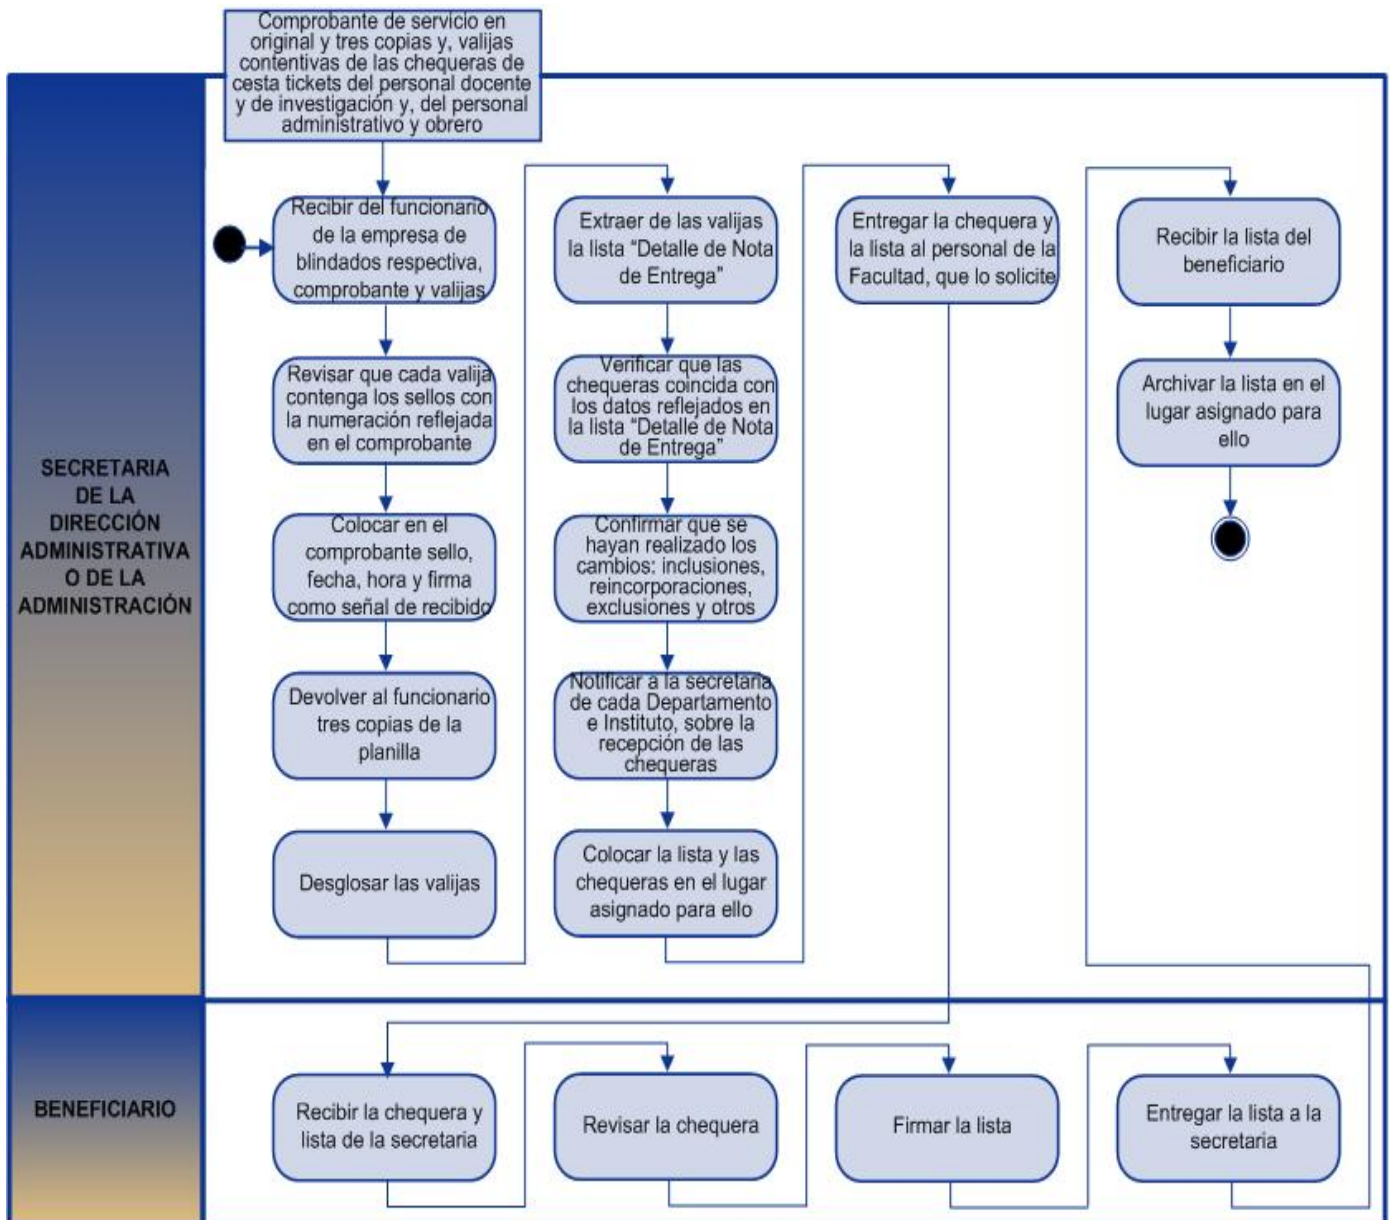 Comprobante de servicio en
original y tres copias y, valijas
contentivas de las chequeras de
cesta tickets del personal docente
y de investigación y, del personal
administrativo y obrero
SECRETARIA
DE LA
DIRECCIÓN
ADMINISTRATIVA
O DE LA
ADMINISTRACIÓN
Recibir del funcionario
de la empresa de
blindados respectiva,
comprobante y valijas
Revisar que cada valija
contenga los sellos con
la numeración reflejada
en el comprobante
Colocar en el
comprobante sello,
fecha, hora y firma
como señal de recibido
Devolver al funcionario
tres copias de la
planilla
Desglosar las valijas
Extraer de las valijas
la lista “Detalle de Nota
de Entrega”
Verificar que las
chequeras coincida con
los datos reflejados en
la lista “Detalle de Nota
de Entrega”
Confirmar que se
hayan realizado los
cambios: inclusiones,
reincorporaciones,
exclusiones y otros
Notificar a la secretaria
de cada Departamento
e Instituto, sobre la
recepción de las
chequeras
Colocar la lista y las
chequeras en el lugar
asignado para ello
Entregar la chequera y
la lista al personal de la
Facultad, que lo solicite
Recibir la lista del
beneficiario
Archivar la lista en el
lugar asignado para
ello
BENEFICIARIO
Recibir la chequera y
lista de la secretaria
Revisar la chequera
Firmar la lista
Entregar la lista a la
secretaria